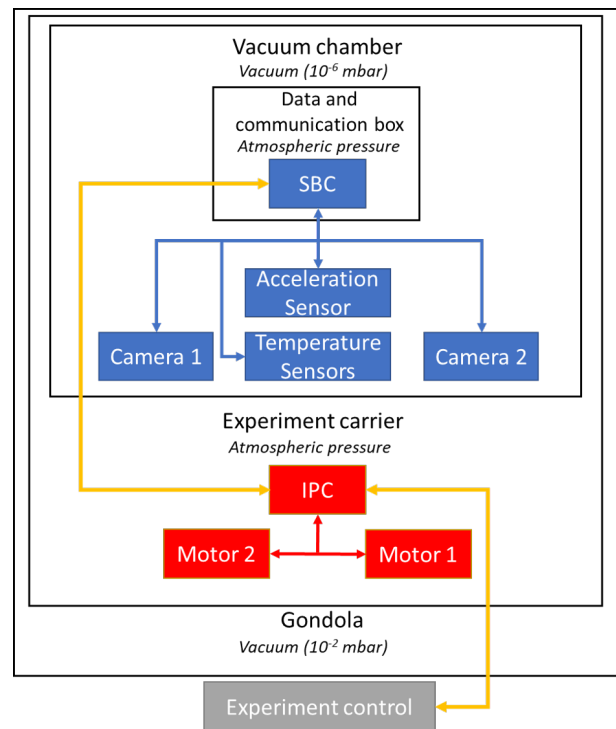 Vacuum chamber
Vacuum (10⁻⁶ mbar)
Data and
communication box
Atmospheric pressure
SBC
Acceleration
Sensor
Camera 1
Temperature
Sensors
Camera 2
Experiment carrier
Atmospheric pressure
IPC
Motor 2
Motor 1
Gondola
Vacuum (10⁻² mbar)
Experiment control